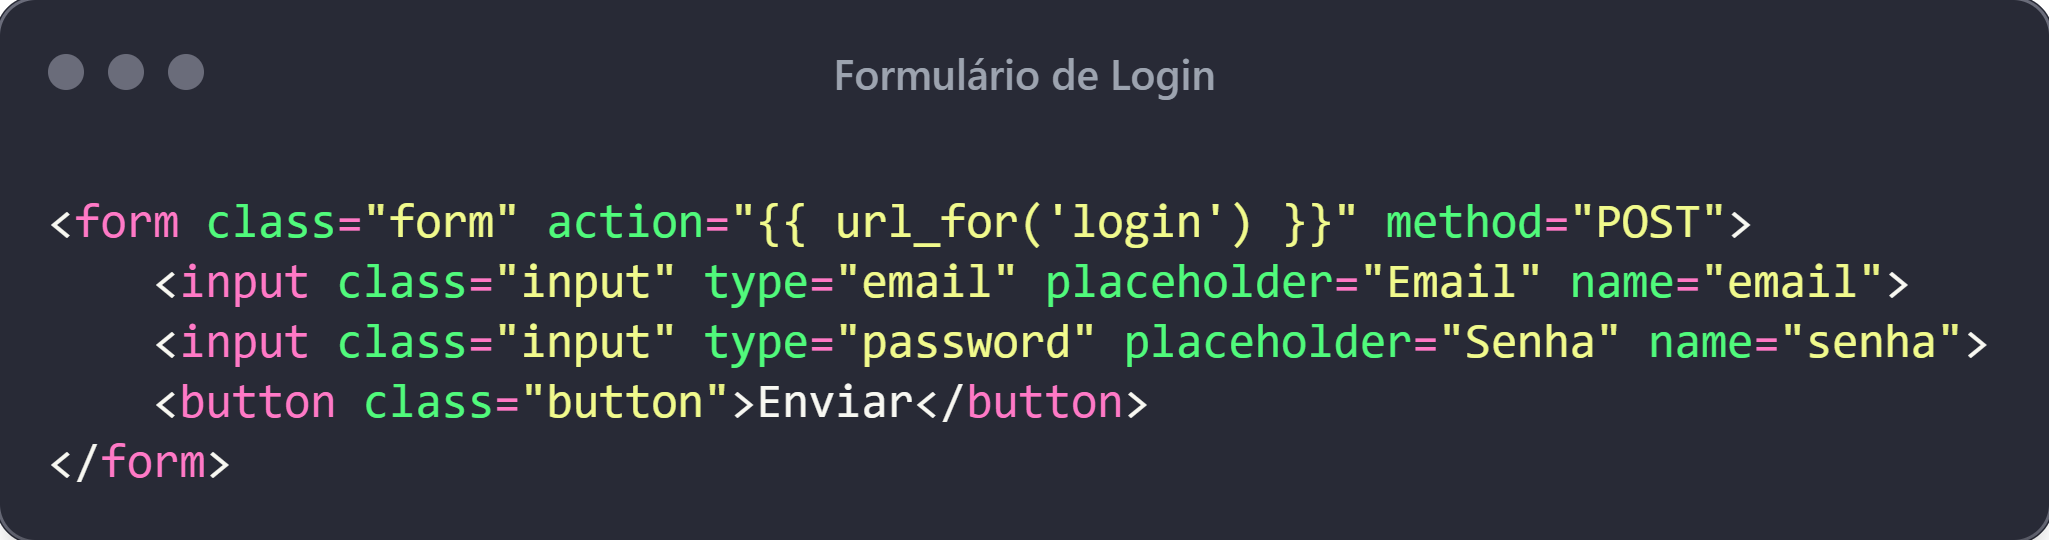 Formulário de Login
<form class="form" action="{{ url_for('login') }}" method="POST">
    <input class="input" type="email" placeholder="Email" name="email">
    <input class="input" type="password" placeholder="Senha" name="senha">
    <button class="button">Enviar</button>
</form>